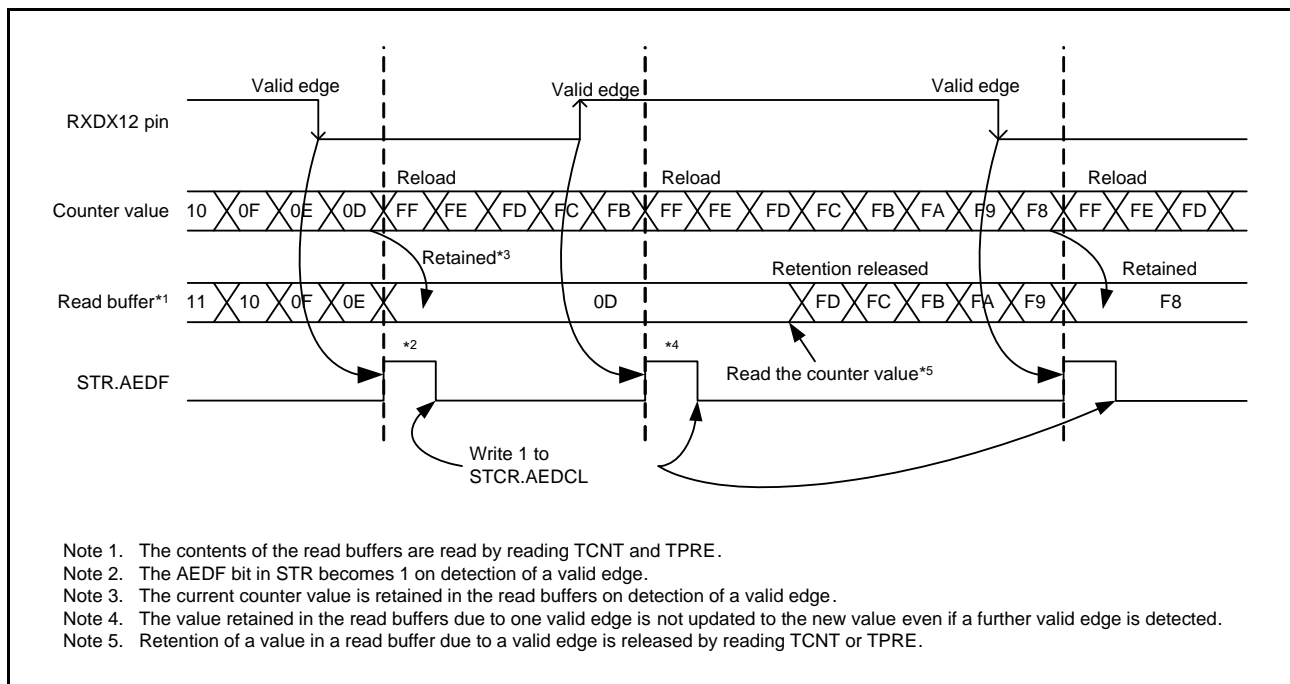 Valid edge Valid edge Valid edge
RXDX12 pin
Reload Reload Reload
Counter value 10 0F 0E 0D FF FE FD FC FB FF FE FD FC FB FA F9 F8 FF FE FD
Retained*3 Retention released Retained
Read buffer*1 11 10 0F 0E 0D FD FC FB FA F9 F8
*2 *4
STR.AEDF Read the counter value*5
Write 1 to
STCR.AEDCL
Note 1. The contents of the read buffers are read by reading TCNT and TPRE.
Note 2. The AEDF bit in STR becomes 1 on detection of a valid edge.
Note 3. The current counter value is retained in the read buffers on detection of a valid edge.
Note 4. The value retained in the read buffers due to one valid edge is not updated to the new value even if a further valid edge is detected.
Note 5. Retention of a value in a read buffer due to a valid edge is released by reading TCNT or TPRE.